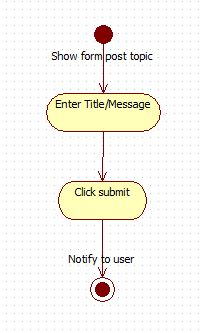 Show form post topic
Enter Title/Message
Click submit
Notify to user